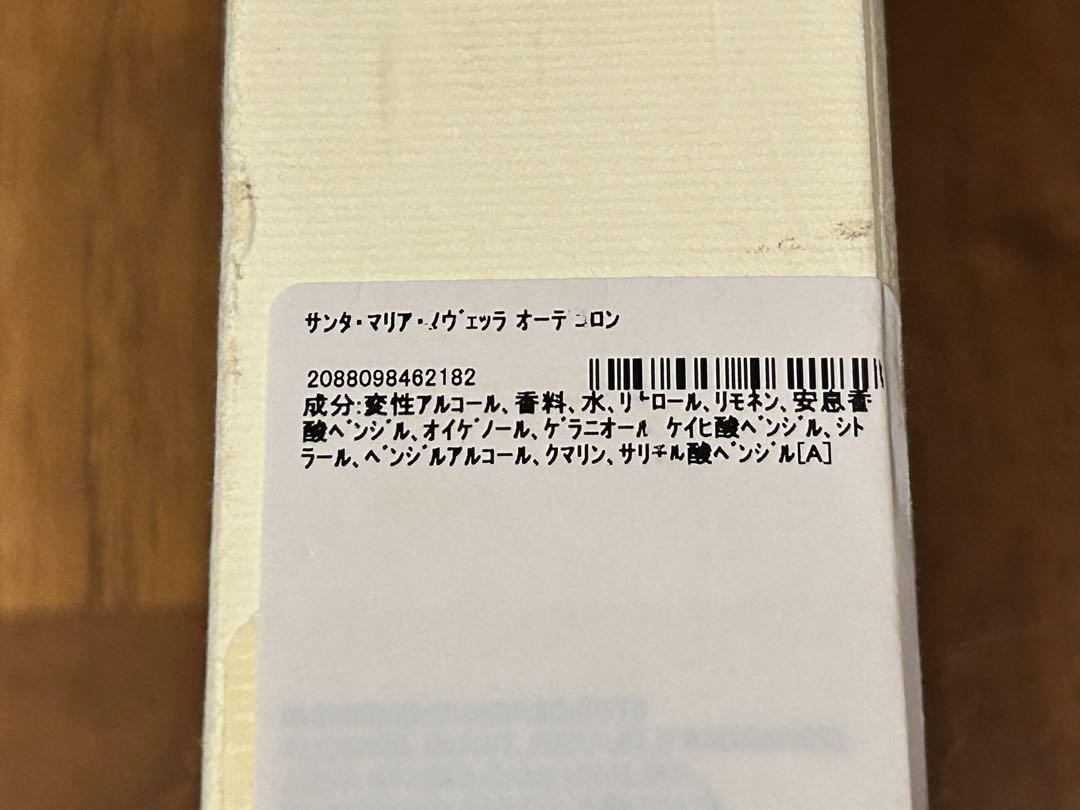 サンタ・マリア・ノヴェッラ オーデコロン
2088098462182
成分:変性アルコール、香料、水、リナロール、リモネン、安息香
酸ベンジル、オイゲノール、ゲラニオール ケイヒ酸ベンジル、シト
ラール、ベンジルアルコール、クマリン、サリチル酸ベンジル[A]